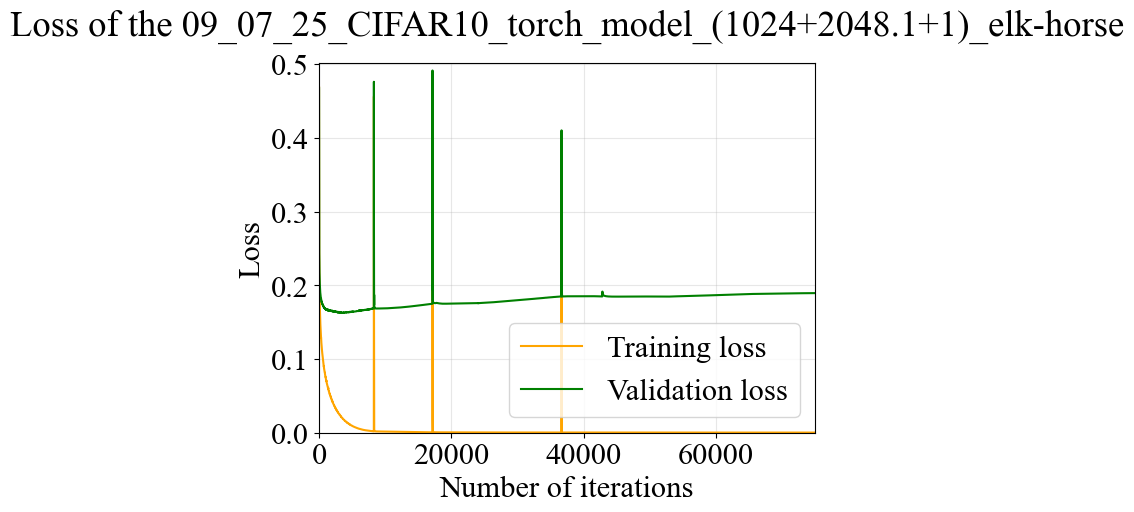 Loss of the 09_07_25_CIFAR10_torch_model_(1024+2048.1+1)_elk-horse
0.5
0.4
0.3
0.2
0.1
0.0
Loss
Training loss
Validation loss
0 20000 40000 60000
Number of iterations